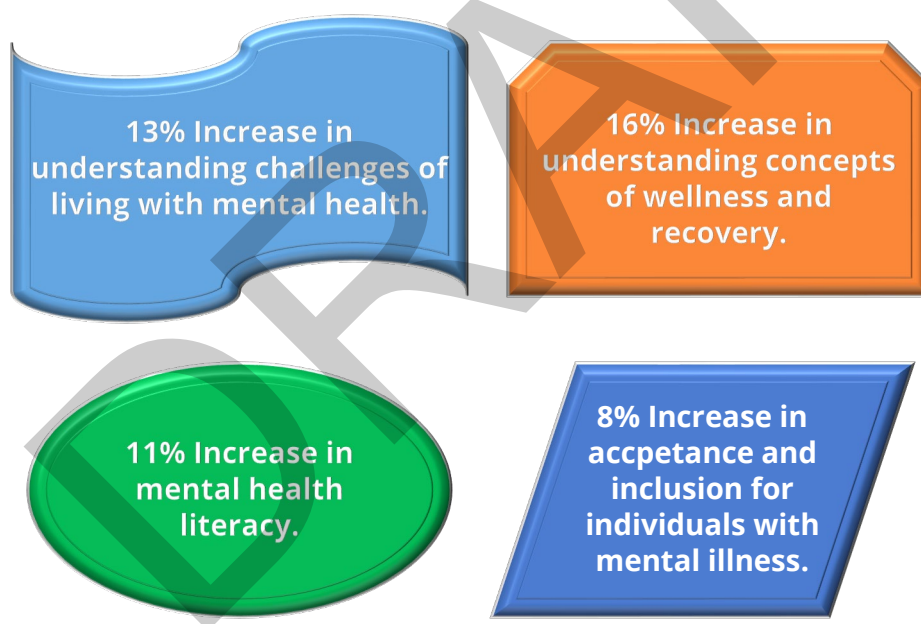 13% Increase in
understanding challenges of
living with mental health.
16% Increase in
understanding concepts
of wellness and
recovery.
11% Increase in
mental health
literacy.
8% Increase in
accpetance and
inclusion for
individuals with
mental illness.